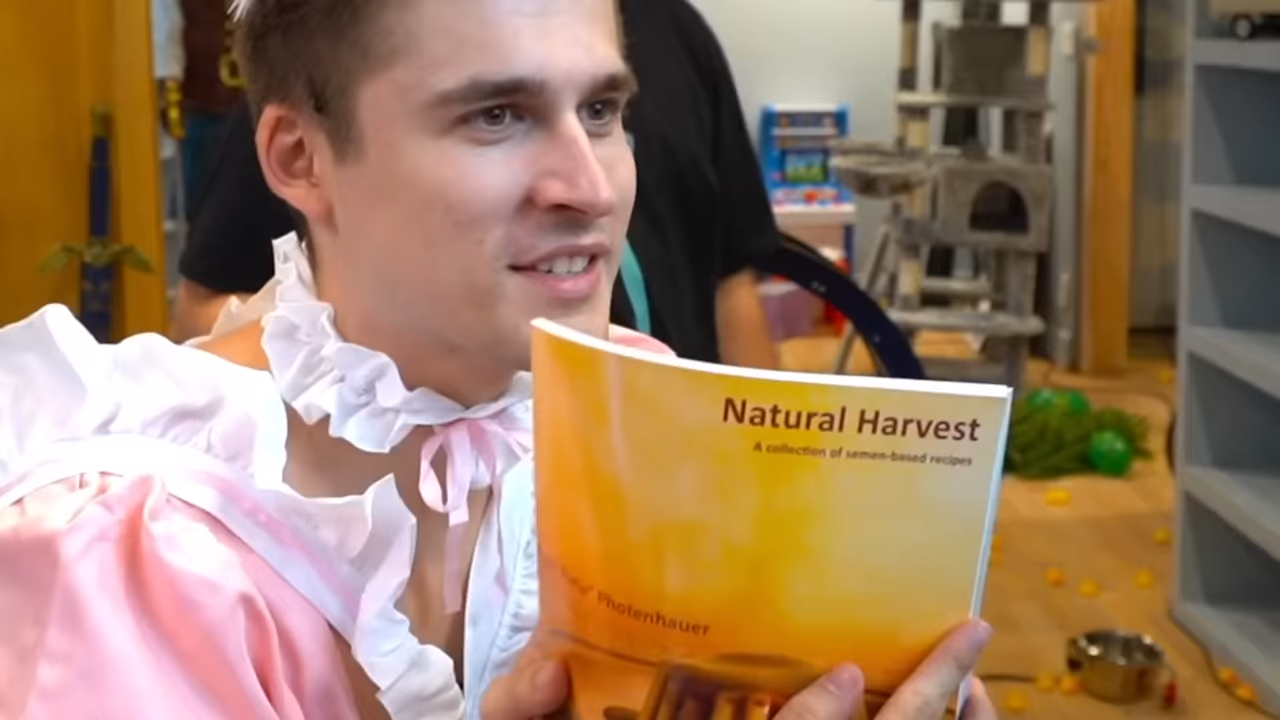 Natural Harvest
A collection of semen-based recipes
Photenhauer